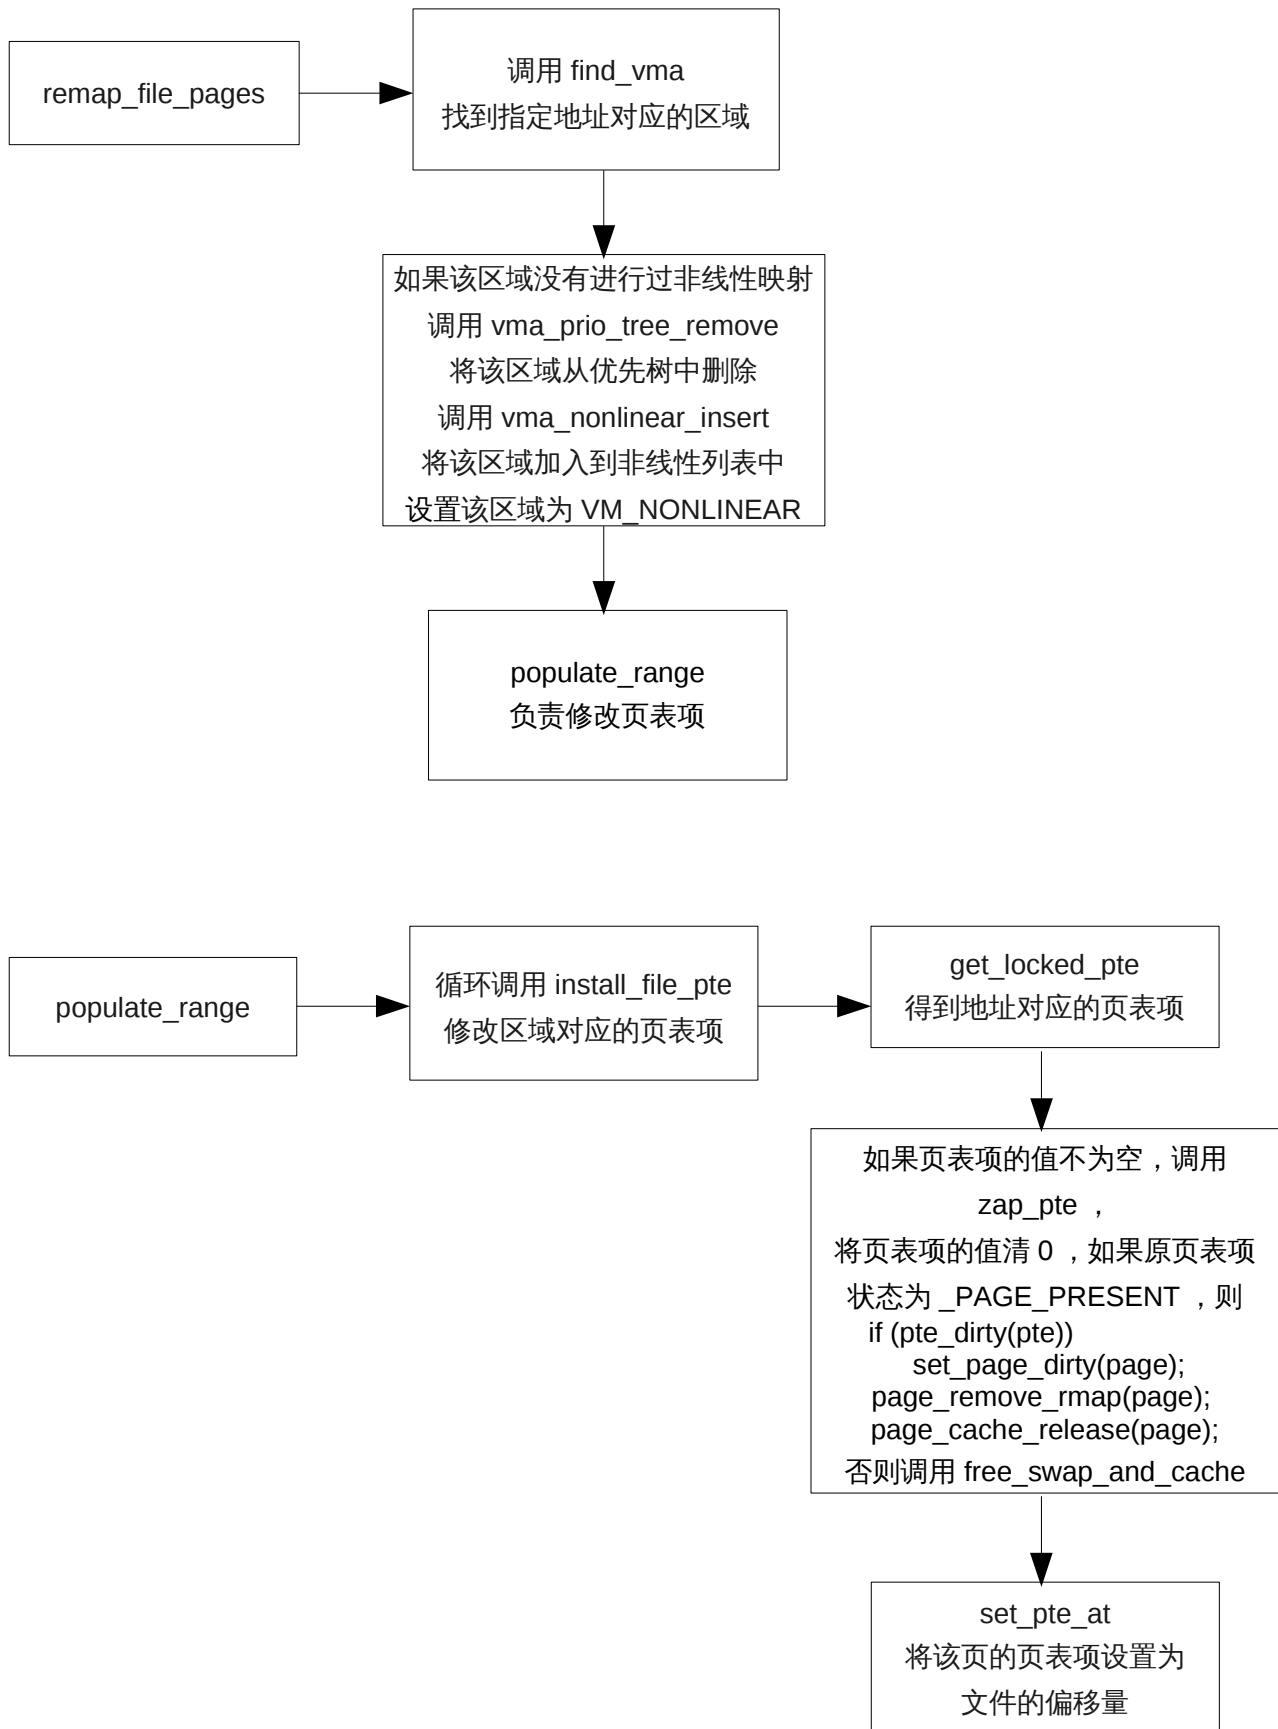 remap_file_pages
调用 find_vma
找到指定地址对应的区域
如果该区域没有进行过非线性映射
调用 vma_prio_tree_remove
将该区域从优先树中删除
调用 vma_nonlinear_insert
将该区域加入到非线性列表中
设置该区域为 VM_NONLINEAR
populate_range
负责修改页表项
populate_range
循环调用 install_file_pte
修改区域对应的页表项
get_locked_pte
得到地址对应的页表项
如果页表项的值不为空，调用
zap_pte ，
将页表项的值清 0 ，如果原页表项
状态为 _PAGE_PRESENT ，则
if (pte_dirty(pte))
set_page_dirty(page);
page_remove_rmap(page);
page_cache_release(page);
否则调用 free_swap_and_cache
set_pte_at
将该页的页表项设置为
文件的偏移量